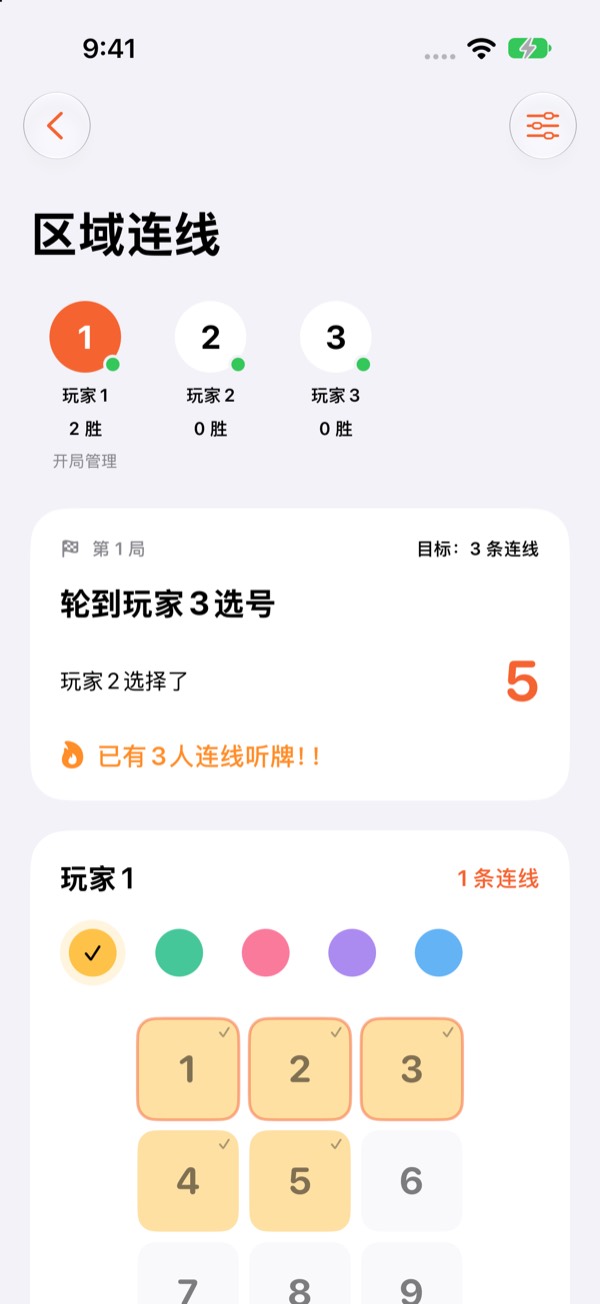 9:41
区域连线
1
2
3
玩家1
玩家2
玩家3
2 胜
0 胜
0 胜
开局管理
第 1 局
目标：3 条连线
轮到玩家3选号
玩家2选择了
5
已有3人连线听牌！！
玩家1
1 条连线
1
2
3
4
5
6
7
8
9